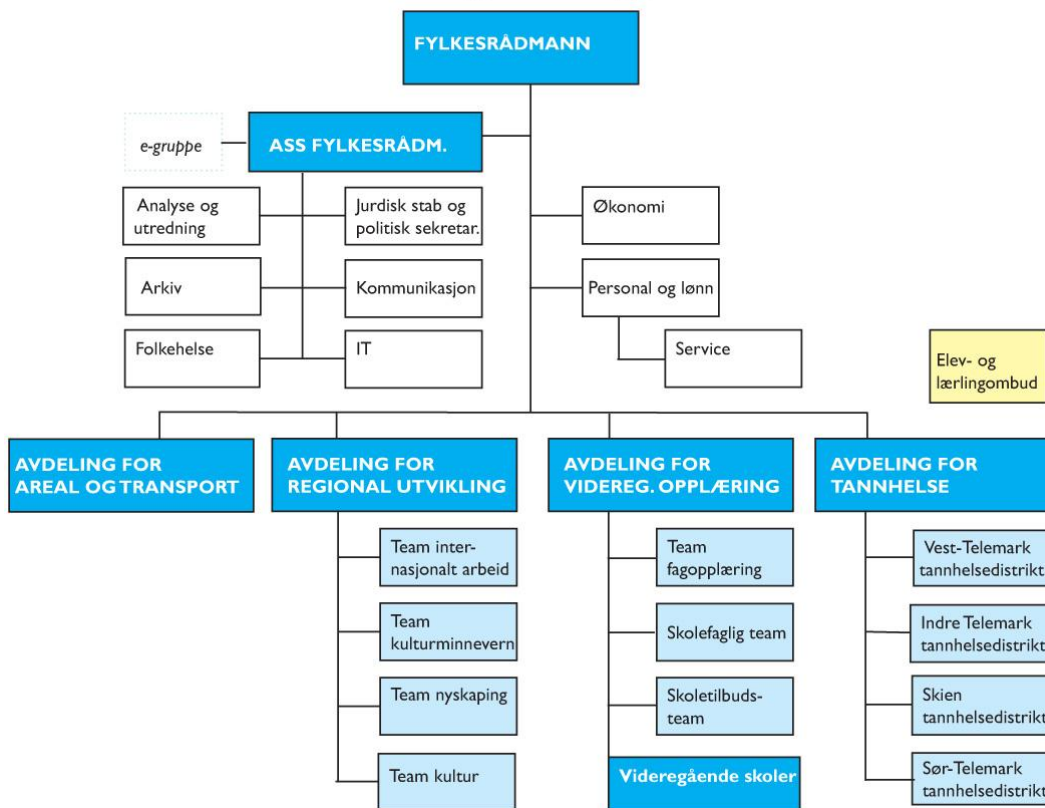 FYLKESRÅDMANN
e-gruppe
ASS FYLKESRÅDM.
Analyse og
utredning
Jurdisk stab og
politisk sekretar.
Økonomi
Arkiv
Kommunikasjon
Personal og lønn
Folkehelse
IT
Service
Elev- og
lærlingombud
AVDELING FOR
AREAL OG TRANSPORT
AVDELING FOR
REGIONAL UTVIKLING
AVDELING FOR
VIDEREG. OPPLÆRING
AVDELING FOR
TANNHELSE
Team inter-
nasjonalt arbeid
Team
kulturminnevern
Team nyskaping
Team kultur
Team
fagopplæring
Skolefaglig team
Skoletilbuds-
team
Videregående skoler
Vest-Telemark
tannhelsedistrikt
Indre Telemark
tannhelsedistrikt
Skien
tannhelsedistrikt
Sør-Telemark
tannhelsedistrikt